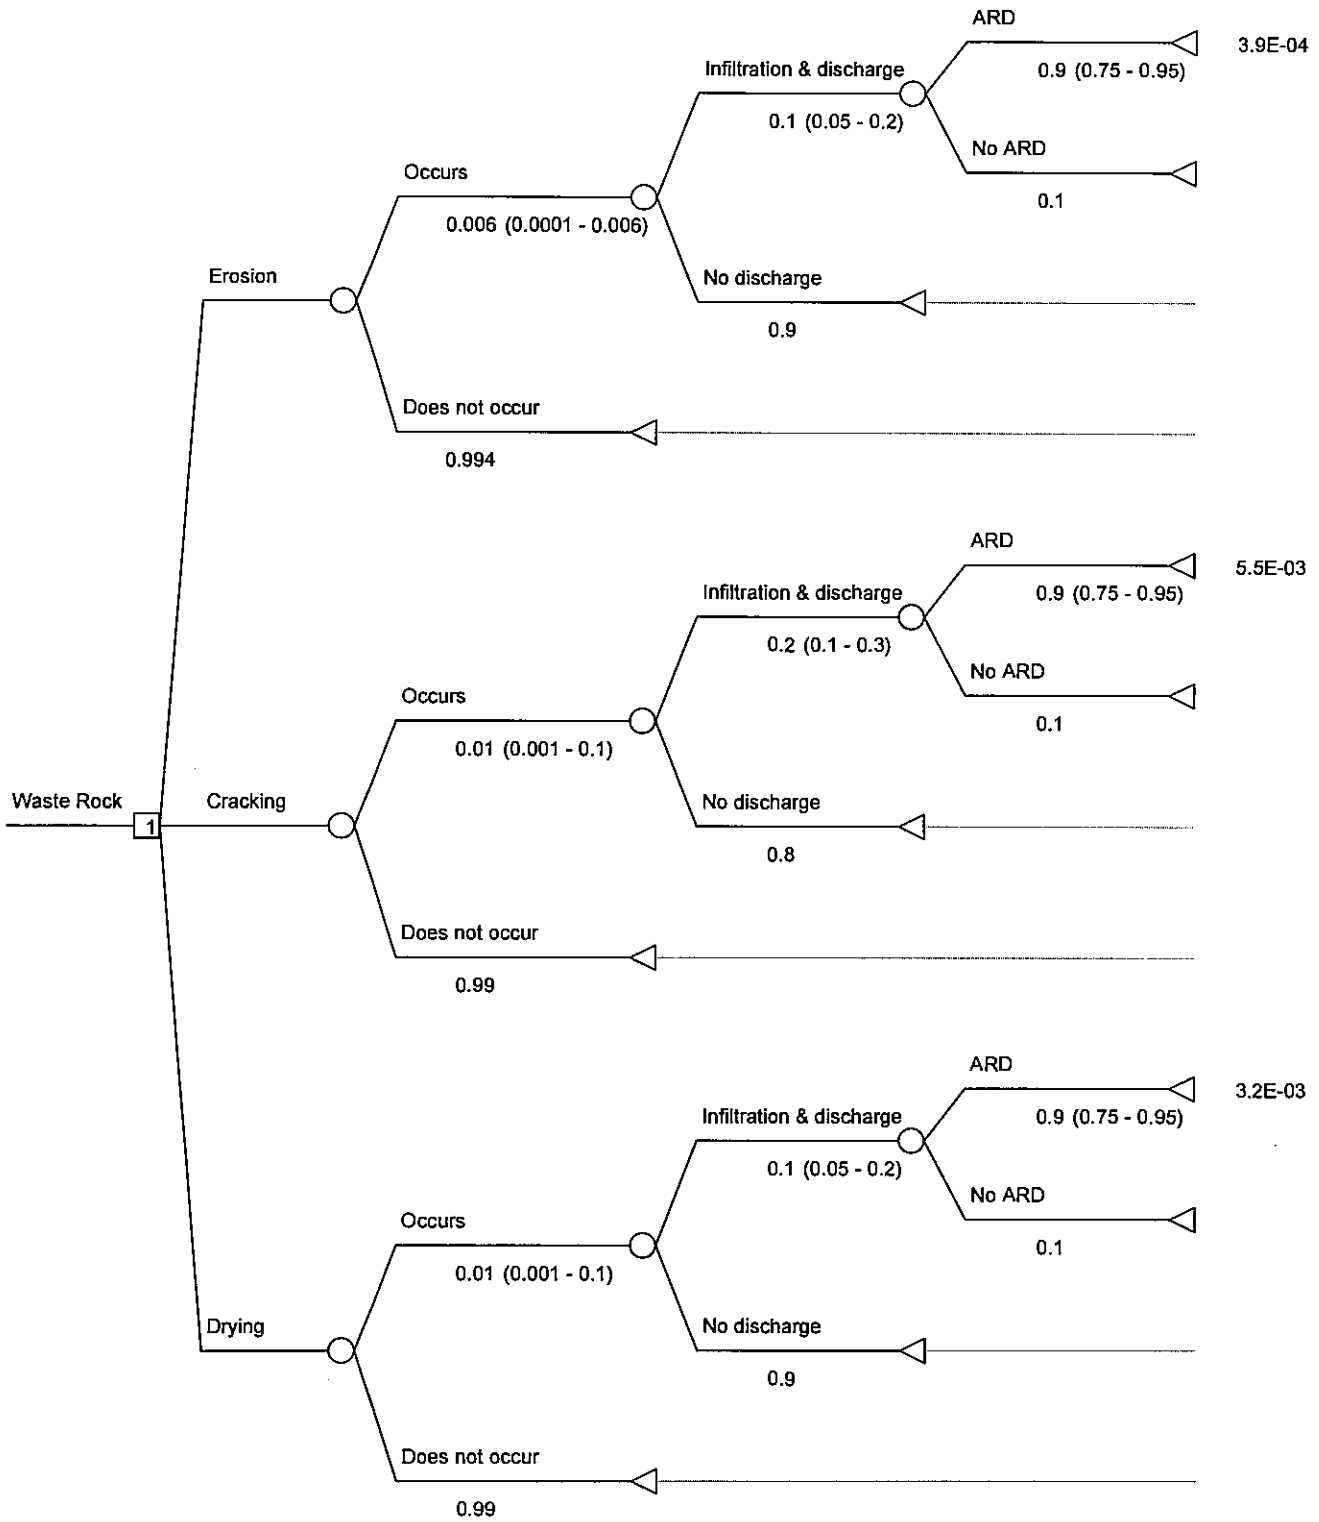 ARD
3.9E-04
Infiltration & discharge
0.9 (0.75 - 0.95)
0.1 (0.05 - 0.2)
No ARD
Occurs
0.1
0.006 (0.0001 - 0.006)
Erosion
No discharge
0.9
Does not occur
0.994
ARD
5.5E-03
Infiltration & discharge
0.9 (0.75 - 0.95)
0.2 (0.1 - 0.3)
No ARD
Occurs
0.1
0.01 (0.001 - 0.1)
Waste Rock
1
Cracking
No discharge
0.8
Does not occur
0.99
ARD
3.2E-03
Infiltration & discharge
0.9 (0.75 - 0.95)
0.1 (0.05 - 0.2)
No ARD
Occurs
0.1
0.01 (0.001 - 0.1)
Drying
No discharge
0.9
Does not occur
0.99